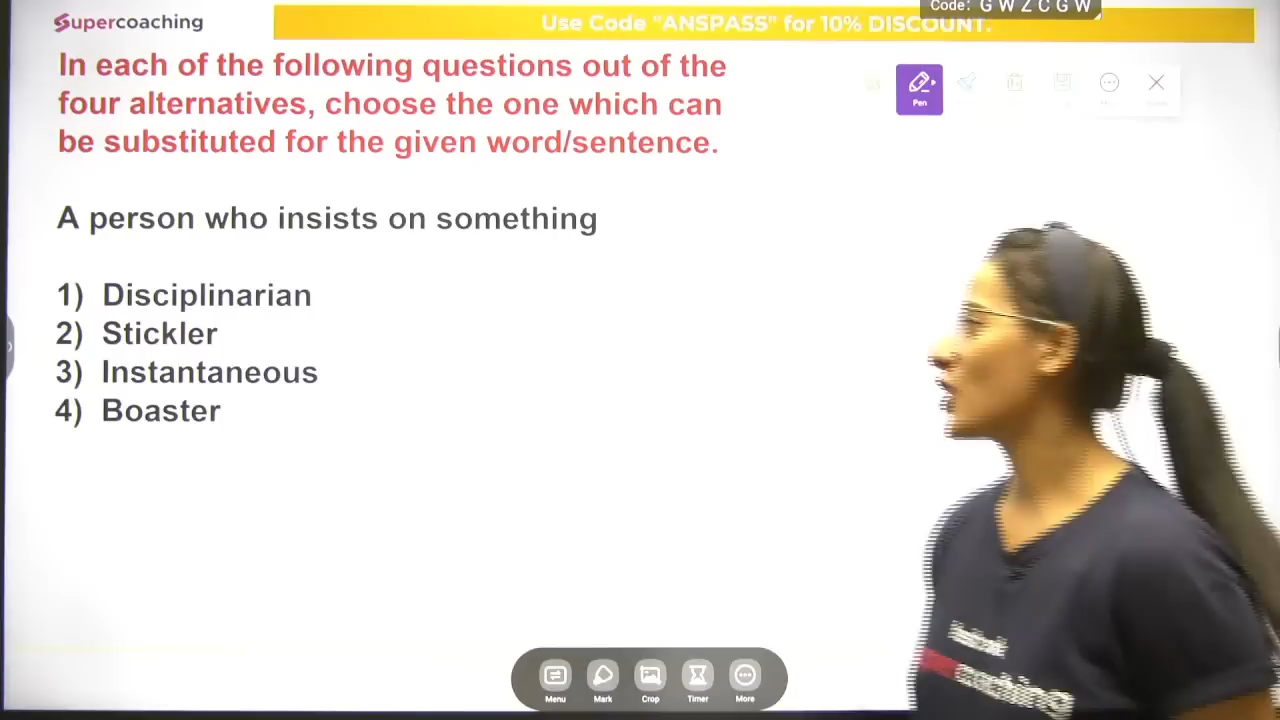 Supercoaching
Use Code "ANSPASS" for 10% DISCOUNT.
Code: G W Z C G W
In each of the following questions out of the
four alternatives, choose the one which can
be substituted for the given word/sentence.
Pen
A person who insists on something
1) Disciplinarian
2) Stickler
3) Instantaneous
4) Boaster
coaching
Menu
Mark
Crop
Timer
More